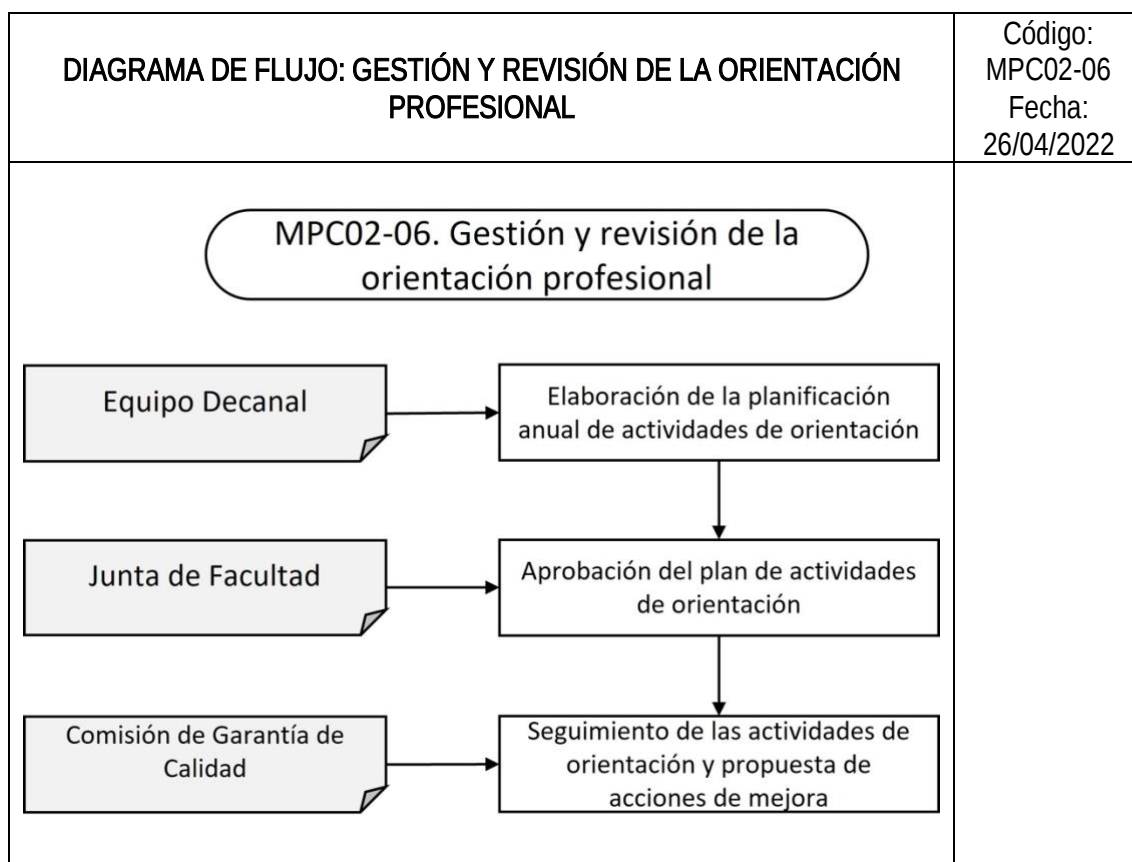 DIAGRAMA DE FLUJO: GESTIÓN Y REVISIÓN DE LA ORIENTACIÓN
PROFESIONAL
Código:
MPC02-06
Fecha:
26/04/2022
MPC02-06. Gestión y revisión de la
orientación profesional
Equipo Decanal
Elaboración de la planificación
anual de actividades de orientación
Junta de Facultad
Aprobación del plan de actividades
de orientación
Comisión de Garantía de
Calidad
Seguimiento de las actividades de
orientación y propuesta de
acciones de mejora